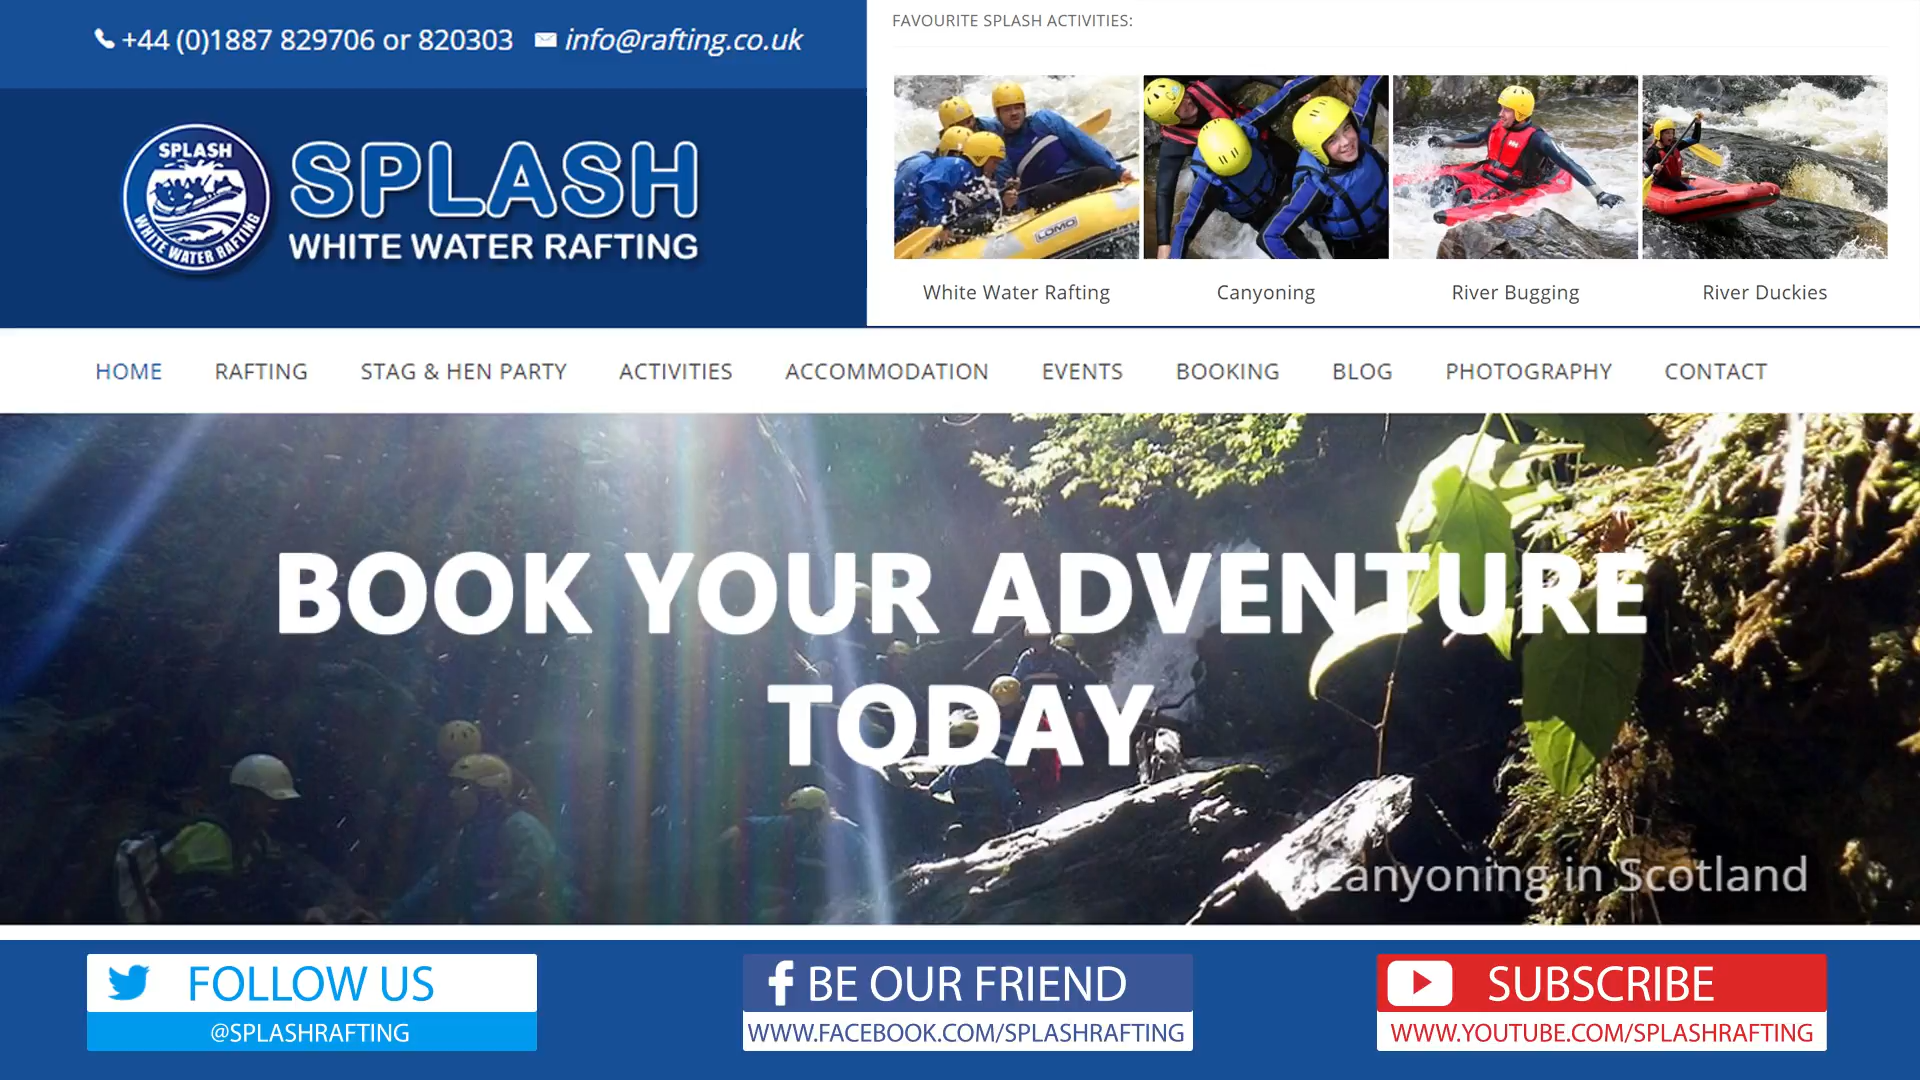 +44 (0)1887 829706 or 820303 info@rafting.co.uk
SPLASH
WHITE WATER RAFTING
SPLASH
WHITE WATER RAFTING
FAVOURITE SPLASH ACTIVITIES:
LOMO
White Water Rafting Canyoning River Bugging River Duckies
HOME RAFTING STAG & HEN PARTY ACTIVITIES ACCOMMODATION EVENTS BOOKING BLOG PHOTOGRAPHY CONTACT
BOOK YOUR ADVENTURE
TODAY
Canyoning in Scotland
FOLLOW US
@SPLASHRAFTING
BE OUR FRIEND
WWW.FACEBOOK.COM/SPLASHRAFTING
SUBSCRIBE
WWW.YOUTUBE.COM/SPLASHRAFTING